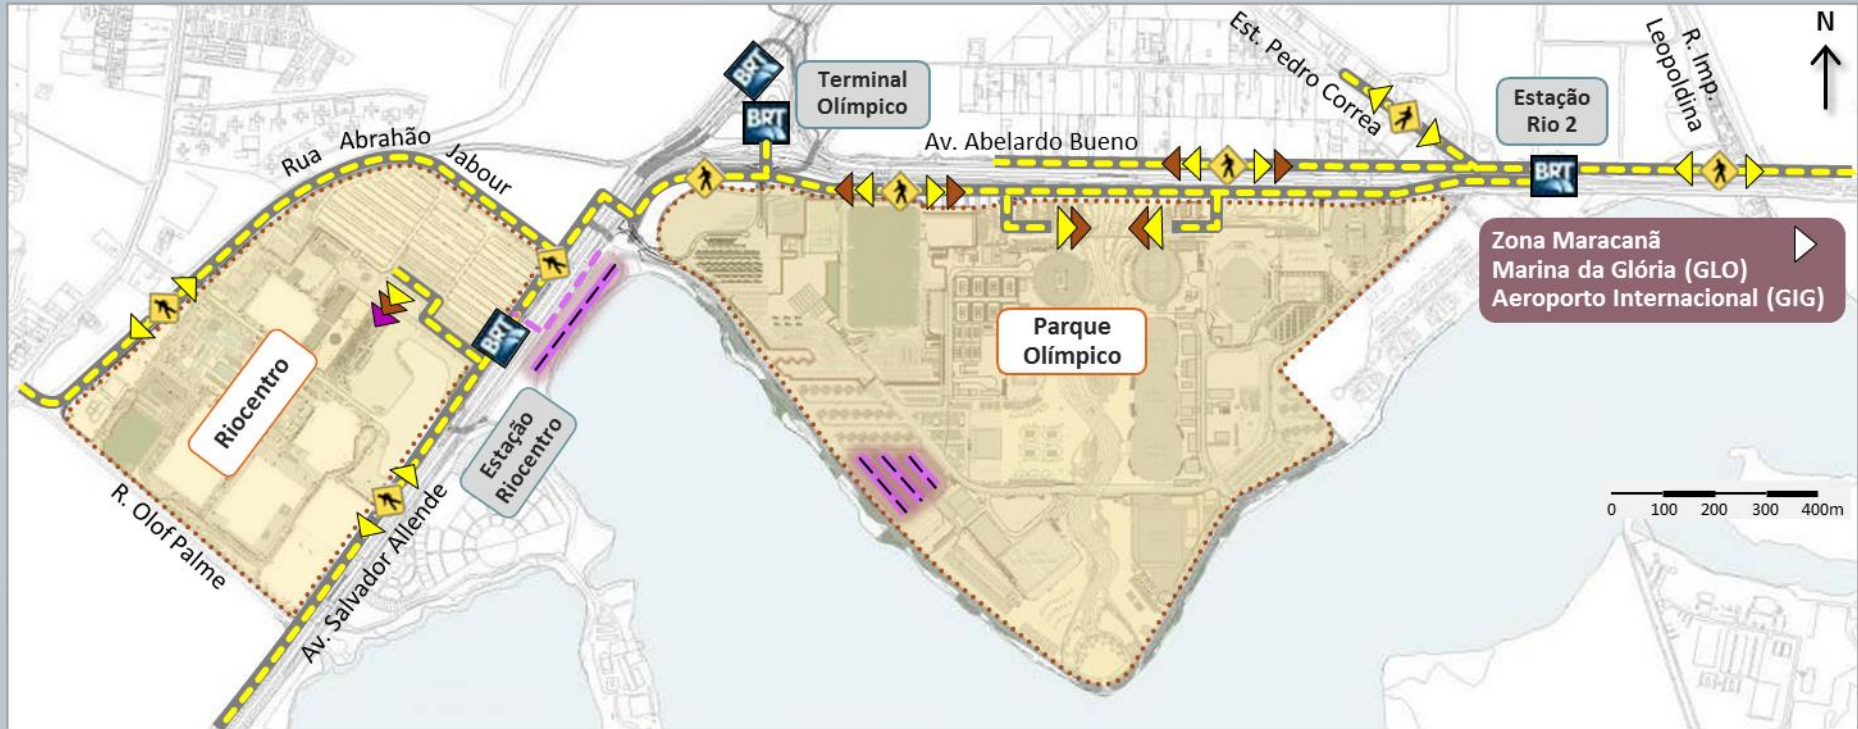 N
Est. Pedro Correa
R. Imp.
Leopoldina
BRT
Terminal
Olímpico
BRT
Estação
Rio 2
Av. Abelardo Bueno
Rua Abrahão Jabour
BRT
Zona Maracanã
Marina da Glória (GLO)
Aeroporto Internacional (GIG)
BRT
Parque
Olímpico
Riocentro
Estação
Riocentro
R. Olof Palme
Av. Salvador Allende
0 100 200 300 400m